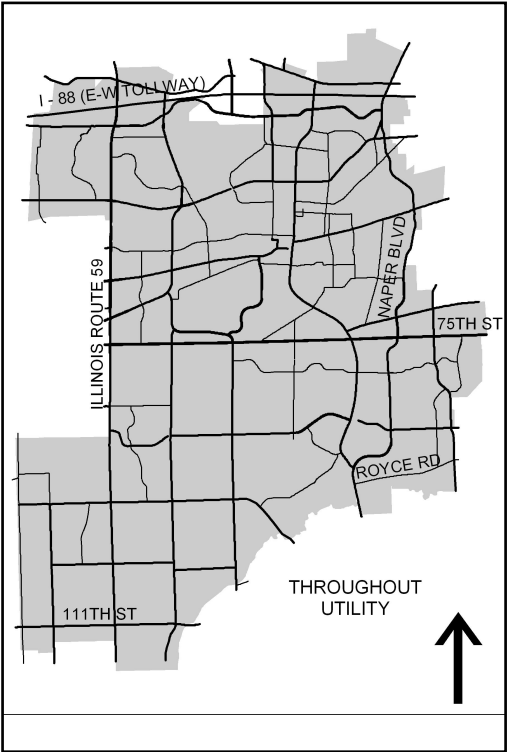 I - 88 (E-W TOLLWAY)
ILLINOIS ROUTE 59
NAPER BLVD
75TH ST
ROYCE RD
THROUGHOUT
UTILITY
111TH ST